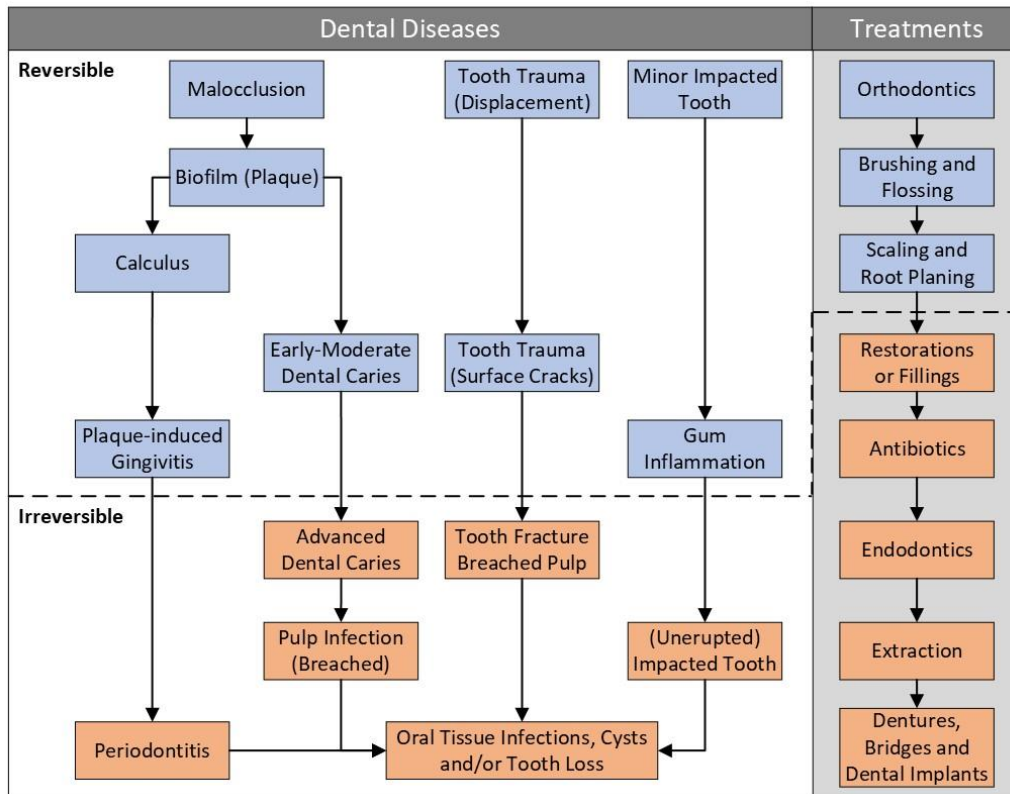 Dental Diseases
Treatments
Reversible
Malocclusion
Tooth Trauma
(Displacement)
Minor Impacted
Tooth
Orthodontics
Biofilm (Plaque)
Brushing and
Flossing
Calculus
Scaling and
Root Planing
Early-Moderate
Dental Caries
Tooth Trauma
(Surface Cracks)
Restorations
or Fillings
Plaque-induced
Gingivitis
Gum
Inflammation
Antibiotics
Irreversible
Advanced
Dental Caries
Tooth Fracture
Breached Pulp
Endodontics
Pulp Infection
(Breached)
(Unerupted)
Impacted Tooth
Extraction
Periodontitis
Oral Tissue Infections, Cysts
and/or Tooth Loss
Dentures,
Bridges and
Dental Implants